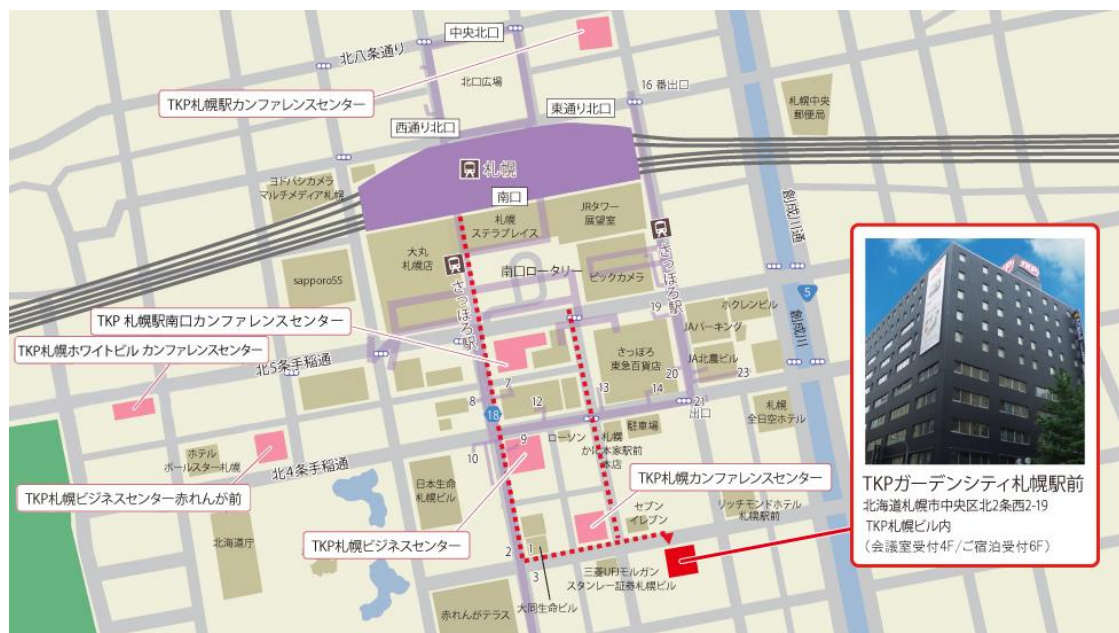 中央北口
北八条通り
北口広場
16 番出口
TKP札幌駅カンファレンスセンター
東通り北口
札幌中央
郵便局
西通り北口
札幌
ヨドバシカメラ
マルチメディア札幌
南口
JRタワー
展望室
札幌
ステラプレイス
創成川通
大丸
札幌店
さっぽろ駅
さっぽろ駅
南口ロータリー
ビックカメラ
sapporo55
5
創成川
19
ホクレンビル
TKP 札幌駅南口カンファレンスセンター
JAパーキング
TKP札幌ホワイトビル カンファレンスセンター
さっぽろ
東急百貨店
JA北農ビル
北5条手稲通
7
13
14
20
23
8
12
21
出口
18
駐車場
札幌
全日空ホテル
9
ローソン
札幌
かに本家駅前
本店
10
ホテル
ポールスター札幌
北4条手稲通
日本生命
札幌ビル
TKP札幌カンファレンスセンター
TKP札幌ビジネスセンター赤れんが前
セブン
イレブン
リッチモンドホテル
札幌駅前
北海道庁
TKP札幌ビジネスセンター
2
1
3
三菱UFJモルガン
スタンレー証券札幌ビル
大同生命ビル
赤れんがテラス
TKP
TKPガーデンシティ札幌駅前
北海道札幌市中央区北2条西2-19
TKP札幌ビル内
（会議室受付4F/ご宿泊受付6F）